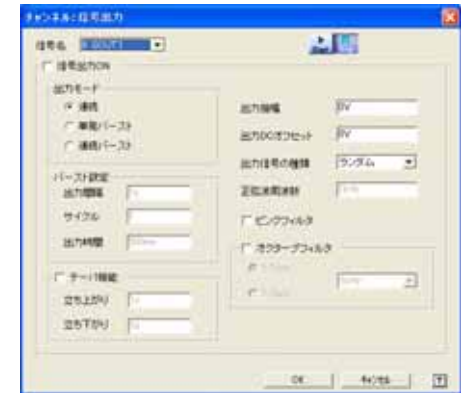 チャンネル: 信号出力
信号名
信号出力ON
出力モード
連続
単発バースト
連続バースト
出力振幅
0V
出力DCオフセット
0V
出力信号の種類
ランダム
正弦波周波数
バースト設定
出力間隔
サイクル
出力時間
ピンクフィルタ
オクターブフィルタ
テーパ機能
立ち上がり
立ち下がり
OK
キャンセル
?